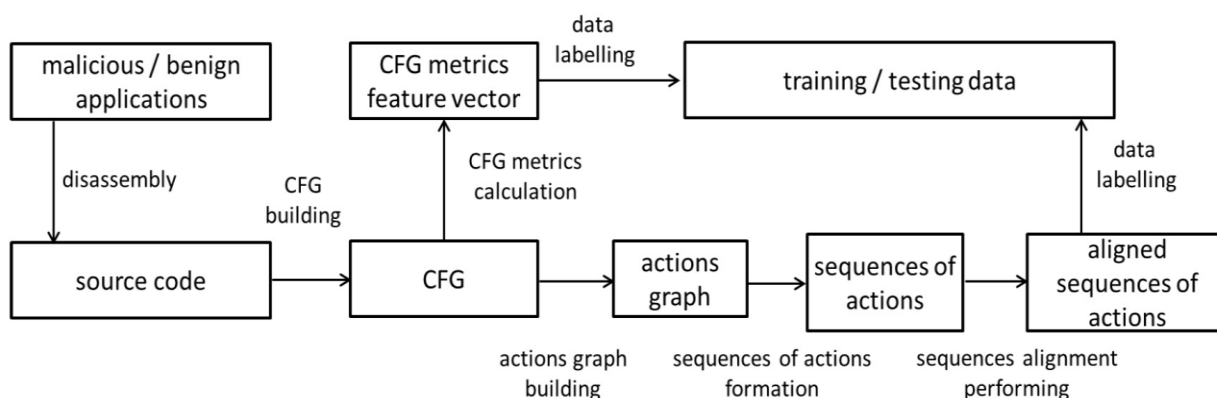 data
labelling
malicious / benign
applications
CFG metrics
feature vector
training / testing data
disassembly
CFG
building
CFG metrics
calculation
data
labelling
source code
CFG
actions
graph
sequences of
actions
aligned
sequences of
actions
actions graph
building
sequences of actions
formation
sequences alignment
performing